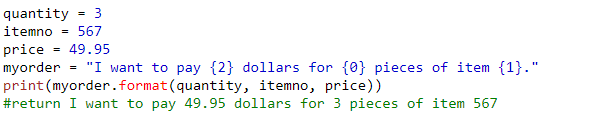 quantity = 3
itemno = 567
price = 49.95
myorder = "I want to pay {2} dollars for {0} pieces of item {1}."
print(myorder.format(quantity, itemno, price))
#return I want to pay 49.95 dollars for 3 pieces of item 567